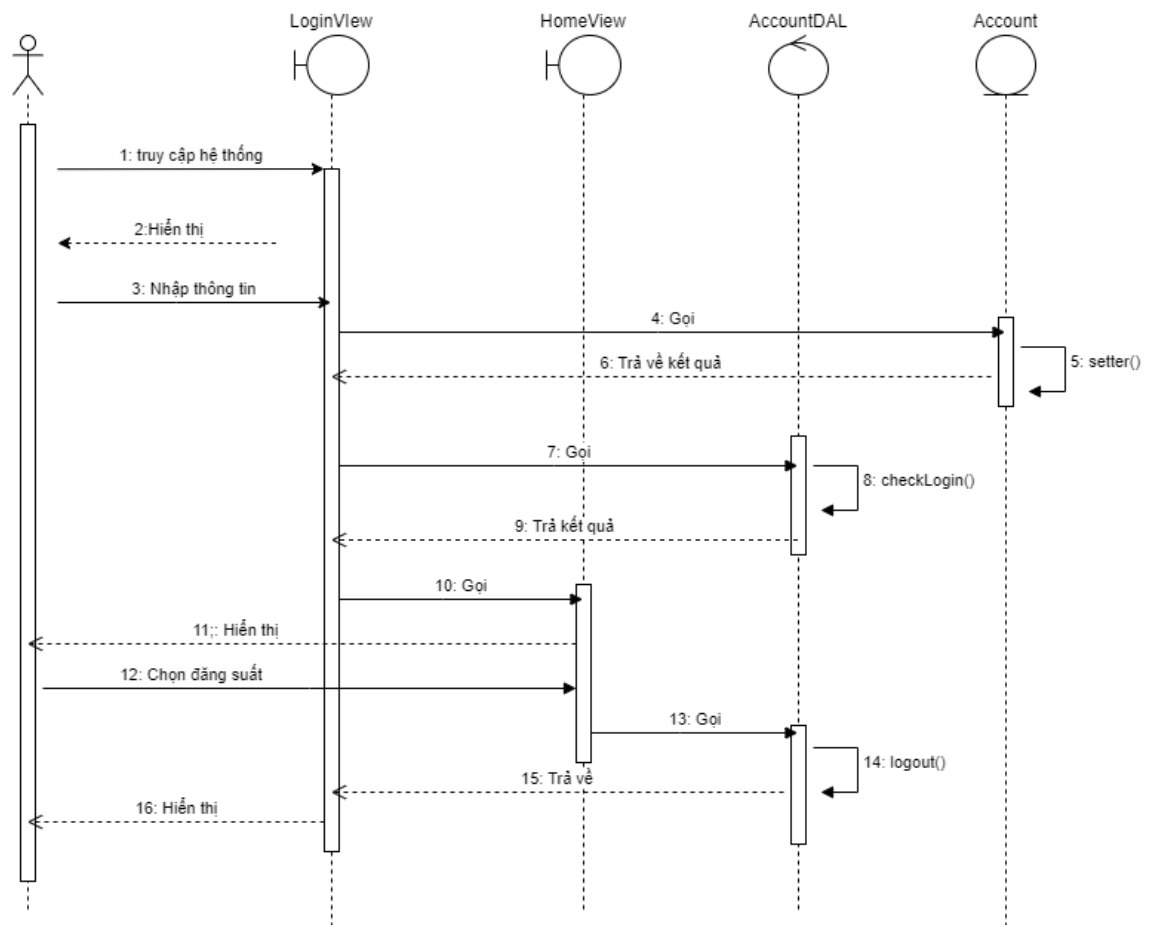 LoginVIew
HomeView
AccountDAL
Account
1: truy cập hệ thống
2:Hiển thị
3: Nhập thông tin
4: Gọi
5: setter()
6: Trả về kết quả
7: Gọi
8: checkLogin()
9: Trả kết quả
10: Gọi
11;: Hiển thị
12: Chọn đăng suất
13: Gọi
14: logout()
15: Trả về
16: Hiển thị